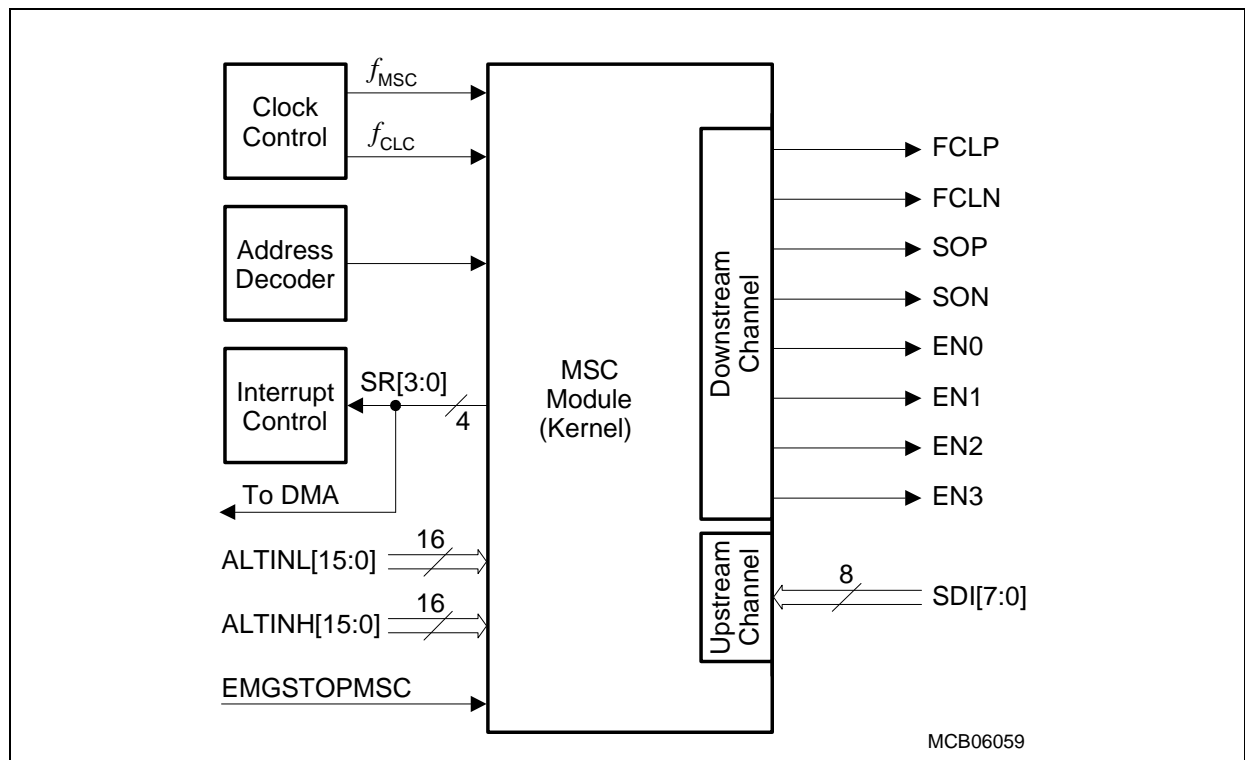 fMSC
Clock
Control
fCLC
Address
Decoder
Interrupt
Control
SR[3:0]
4
To DMA
ALTINL[15:0]
16
ALTINH[15:0]
16
EMGSTOPMSC
MSC
Module
(Kernel)
Downstream
Channel
Upstream
Channel
FCLP
FCLN
SOP
SON
EN0
EN1
EN2
EN3
8
SDI[7:0]
MCB06059